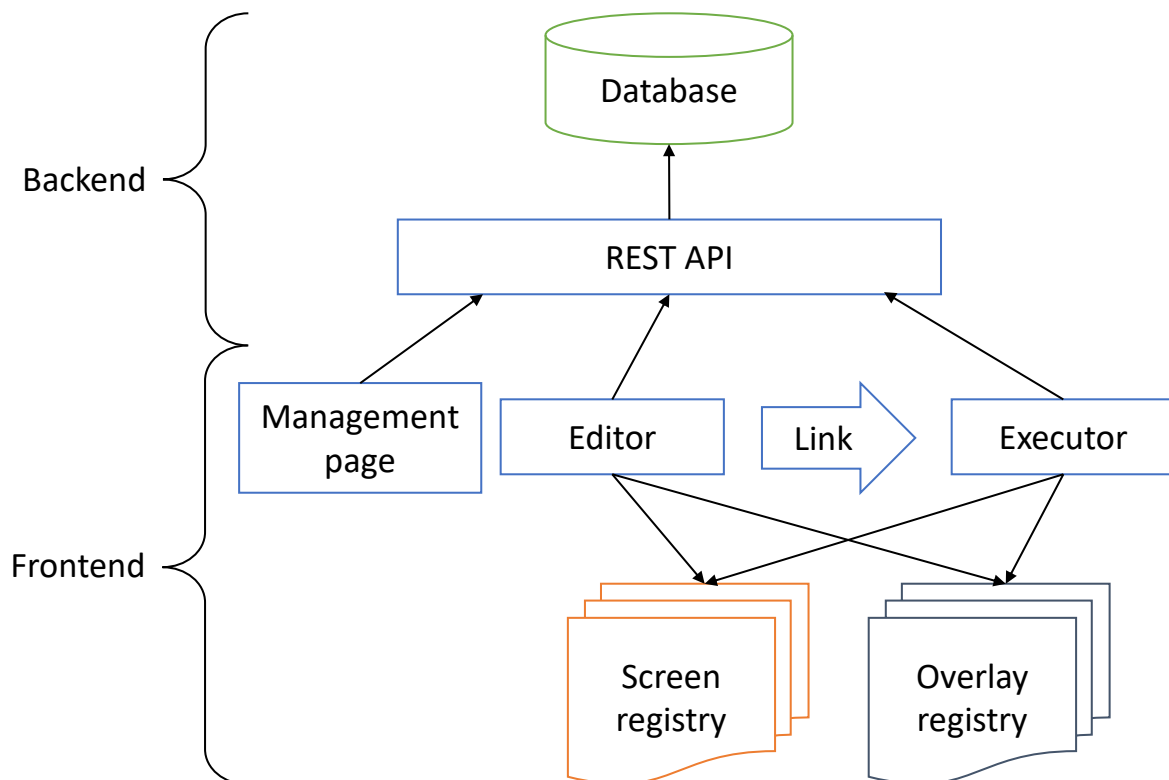 Database
Backend
REST API
Management
page
Editor
Link
Executor
Frontend
Screen
registry
Overlay
registry